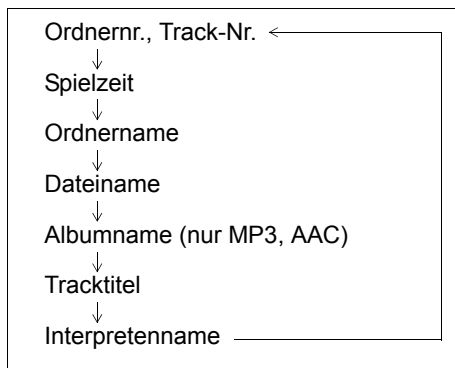 Ordnernr., Track-Nr.
Spielzeit
Ordnername
Dateiname
Albumname (nur MP3, AAC)
Tracktitel
Interpretenname